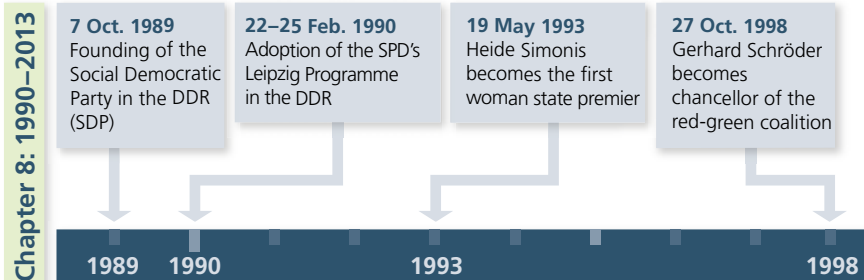 Chapter 8: 1990–2013
7 Oct. 1989
Founding of the
Social Democratic
Party in the DDR
(SDP)
22–25 Feb. 1990
Adoption of the SPD’s
Leipzig Programme
in the DDR
19 May 1993
Heide Simonis
becomes the first
woman state premier
27 Oct. 1998
Gerhard Schröder
becomes
chancellor of the
red-green coalition
1989
1990
1993
1998